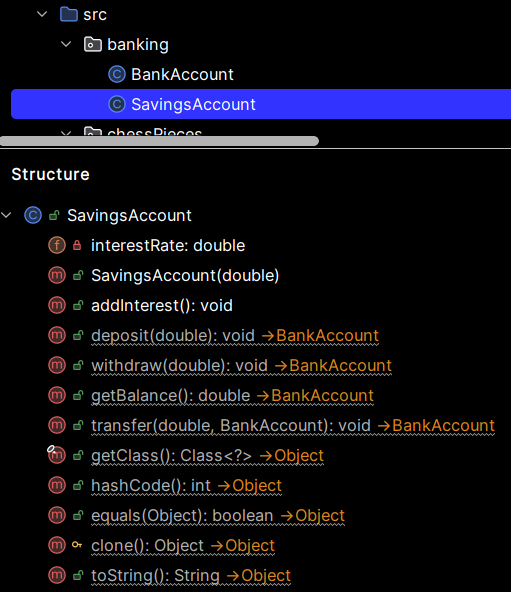 src
banking
BankAccount
SavingsAccount
chessPieces
Structure
SavingsAccount
interestRate: double
SavingsAccount(double)
addInterest(): void
deposit(double): void →BankAccount
withdraw(double): void →BankAccount
getBalance(): double →BankAccount
transfer(double, BankAccount): void →BankAccount
getClass(): Class<?> →Object
hashCode(): int →Object
equals(Object): boolean →Object
clone(): Object →Object
toString(): String →Object